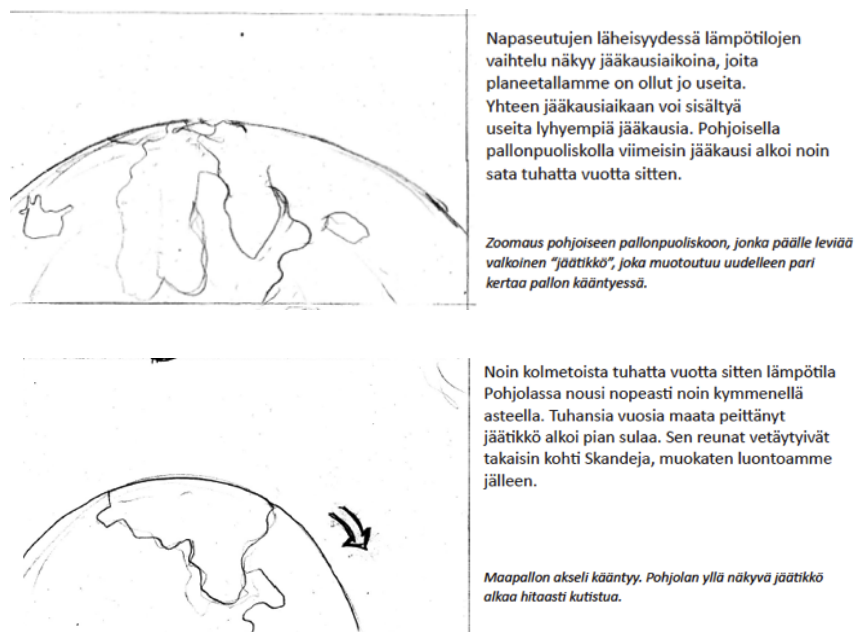 Napaseutujen läheisyydessä lämpötilojen
vaihtelu näkyy jääkausiaikoina, joita
planeetallamme on ollut jo useita.
Yhteen jääkausiaikaan voi sisältyä
useita lyhyempiä jääkausia. Pohjoisella
pallonpuoliskolla viimeisin jääkausi alkoi noin
sata tuhatta vuotta sitten.
Zoomaus pohjoiseen pallonpuoliskoon, jonka päälle leviää
valkoinen "jäätikkö", joka muotoutuu uudelleen pari
kertaa pallon kääntyessä.
Noin kolmetoista tuhatta vuotta sitten lämpötila
Pohjolassa nousi nopeasti noin kymmenellä
asteella. Tuhansia vuosia maata peittänyt
jäätikkö alkoi pian sulaa. Sen reunat vetäytyivät
takaisin kohti Skandeja, muokaten luontoamme
jälleen.
Maapallon akseli kääntyy. Pohjolan yllä näkyvä jäätikkö
alkaa hitaasti kutistua.